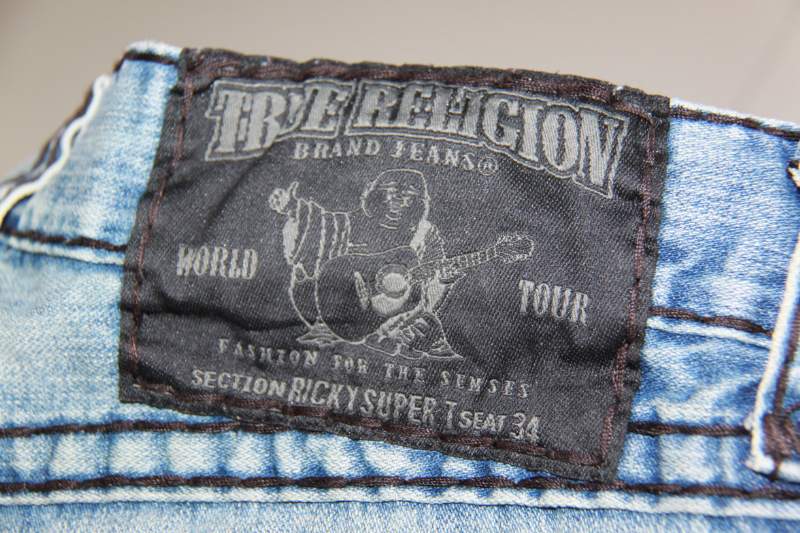 TRUE RELIGION
BRAND JEANS®
WORLD TOUR
FASHION FOR THE SENSES
SECTION RICKY SUPER T SEAT 34